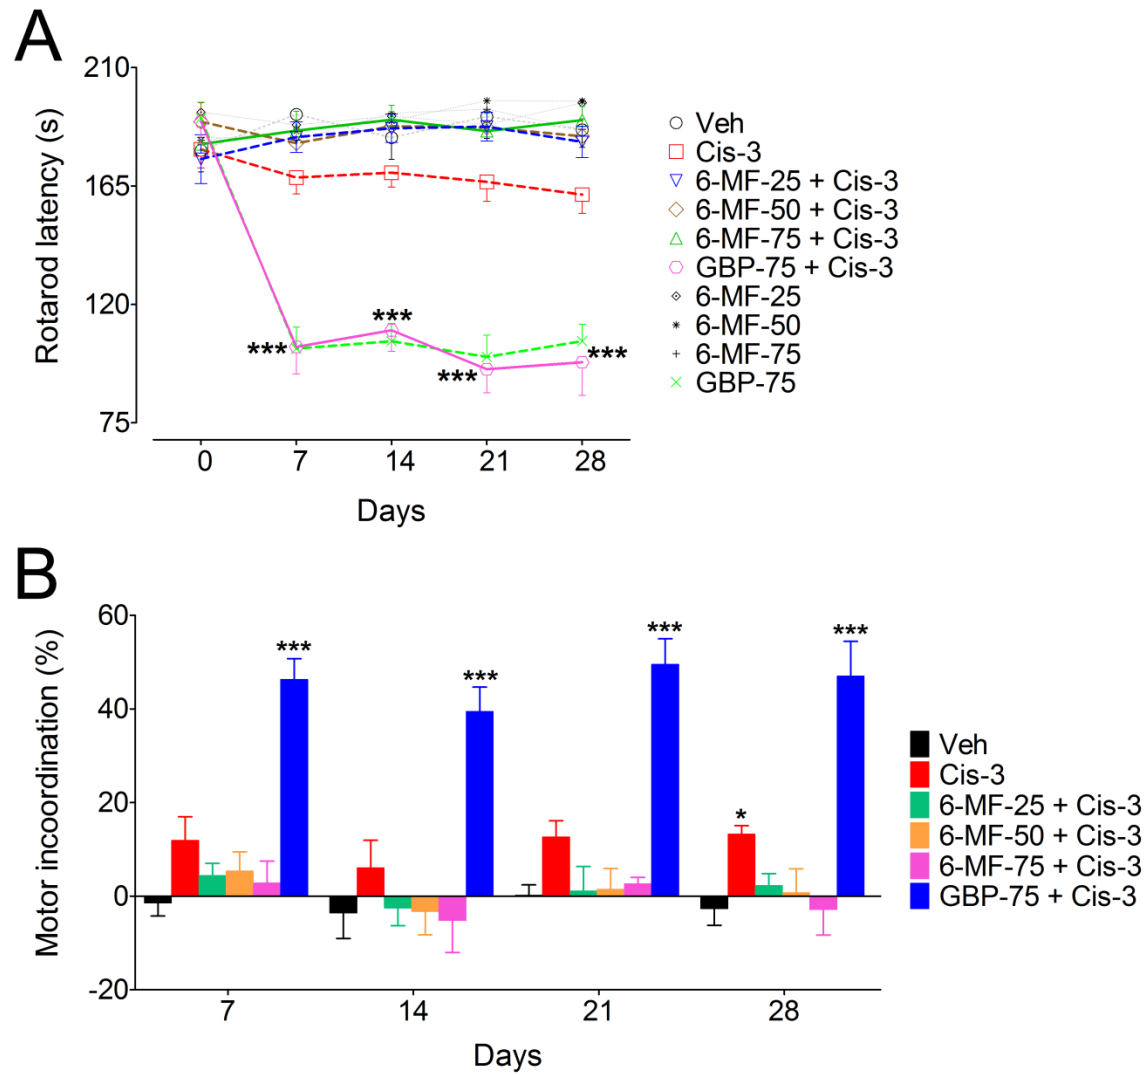 A
Rotarod latency (s)
210
165
120
75
***
***
***
***
0 7 14 21 28
Days
Veh
Cis-3
6-MF-25 + Cis-3
6-MF-50 + Cis-3
6-MF-75 + Cis-3
GBP-75 + Cis-3
6-MF-25
6-MF-50
6-MF-75
GBP-75
B
Motor incoordination (%)
60
40
20
0
-20
***
***
***
*
***
7 14 21 28
Days
Veh
Cis-3
6-MF-25 + Cis-3
6-MF-50 + Cis-3
6-MF-75 + Cis-3
GBP-75 + Cis-3